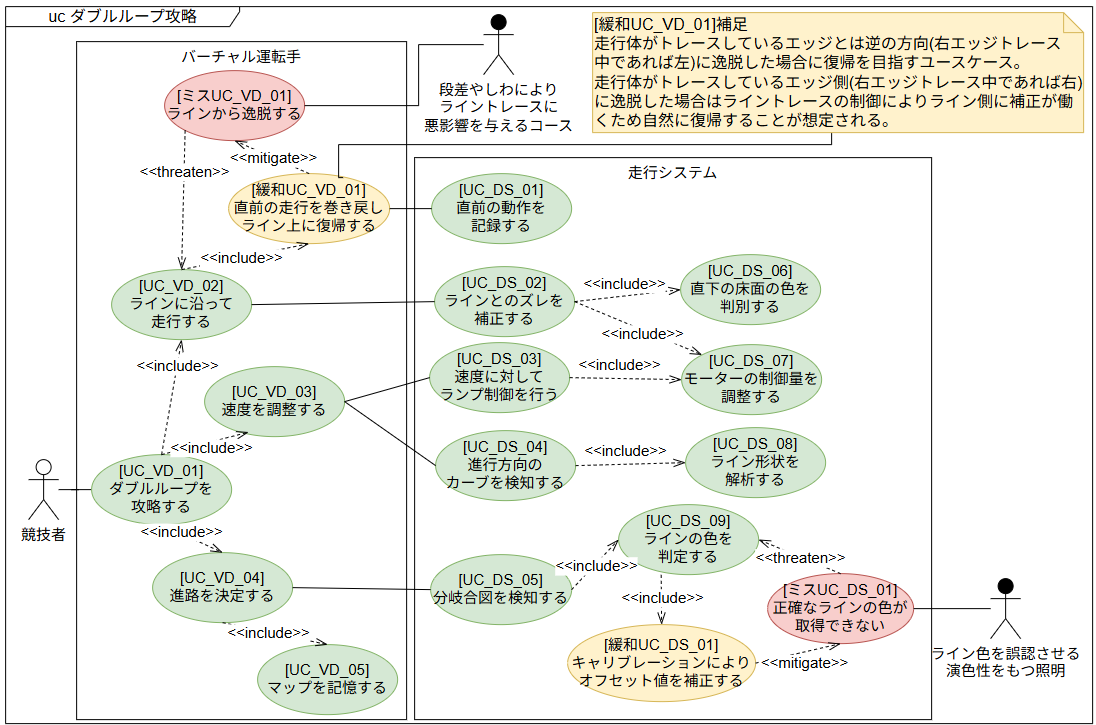 uc ダブルループ攻略
[緩和UC_VD_01]補足
走行体がトレースしているエッジとは逆の方向(右エッジトレース
中であれば左)に逸脱した場合に復帰を目指すユースケース。
走行体がトレースしているエッジ側(右エッジトレース中であれば右)
に逸脱した場合はライントレースの制御によりライン側に補正が働
くため自然に復帰することが想定される。
バーチャル運転手
[ミスUC_VD_01]
ラインから逸脱する
段差やしわにより
ライントレースに
悪影響を与えるコース
<<mitigate>>
<<threaten>>
走行システム
[緩和UC_VD_01]
直前の走行を巻き戻し
ライン上に復帰する
[UC_DS_01]
直前の動作を
記録する
<<include>>
[UC_VD_02]
ラインに沿って
走行する
[UC_DS_02]
ラインとのズレを
補正する
<<include>>
[UC_DS_06]
直下の床面の色を
判別する
<<include>>
<<include>>
[UC_VD_03]
速度を調整する
[UC_DS_03]
速度に対して
ランプ制御を行う
<<include>>
[UC_DS_07]
モーターの制御量を
調整する
<<include>>
[UC_DS_04]
進行方向の
カーブを検知する
<<include>>
[UC_DS_08]
ライン形状を
解析する
競技者
[UC_VD_01]
ダブルループを
攻略する
<<include>>
[UC_DS_09]
ラインの色を
判定する
[UC_VD_04]
進路を決定する
[UC_DS_05]
分岐合図を検知する
<<include>>
<<threaten>>
<<include>>
[ミスUC_DS_01]
正確なラインの色が
取得できない
ライン色を誤認させる
演色性をもつ照明
<<include>>
[UC_VD_05]
マップを記憶する
[緩和UC_DS_01]
キャリブレーションにより
オフセット値を補正する
<<mitigate>>